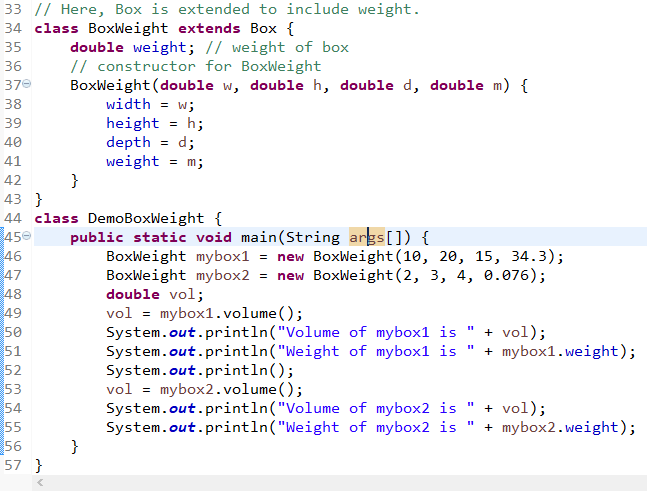 33 // Here, Box is extended to include weight.
34 class BoxWeight extends Box {
35     double weight; // weight of box
36     // constructor for BoxWeight
37     BoxWeight(double w, double h, double d, double m) {
38         width = w;
39         height = h;
40         depth = d;
41         weight = m;
42     }
43 }
44 class DemoBoxWeight {
45     public static void main(String args[]) {
46         BoxWeight mybox1 = new BoxWeight(10, 20, 15, 34.3);
47         BoxWeight mybox2 = new BoxWeight(2, 3, 4, 0.076);
48         double vol;
49         vol = mybox1.volume();
50         System.out.println("Volume of mybox1 is " + vol);
51         System.out.println("Weight of mybox1 is " + mybox1.weight);
52         System.out.println();
53         vol = mybox2.volume();
54         System.out.println("Volume of mybox2 is " + vol);
55         System.out.println("Weight of mybox2 is " + mybox2.weight);
56     }
57 }